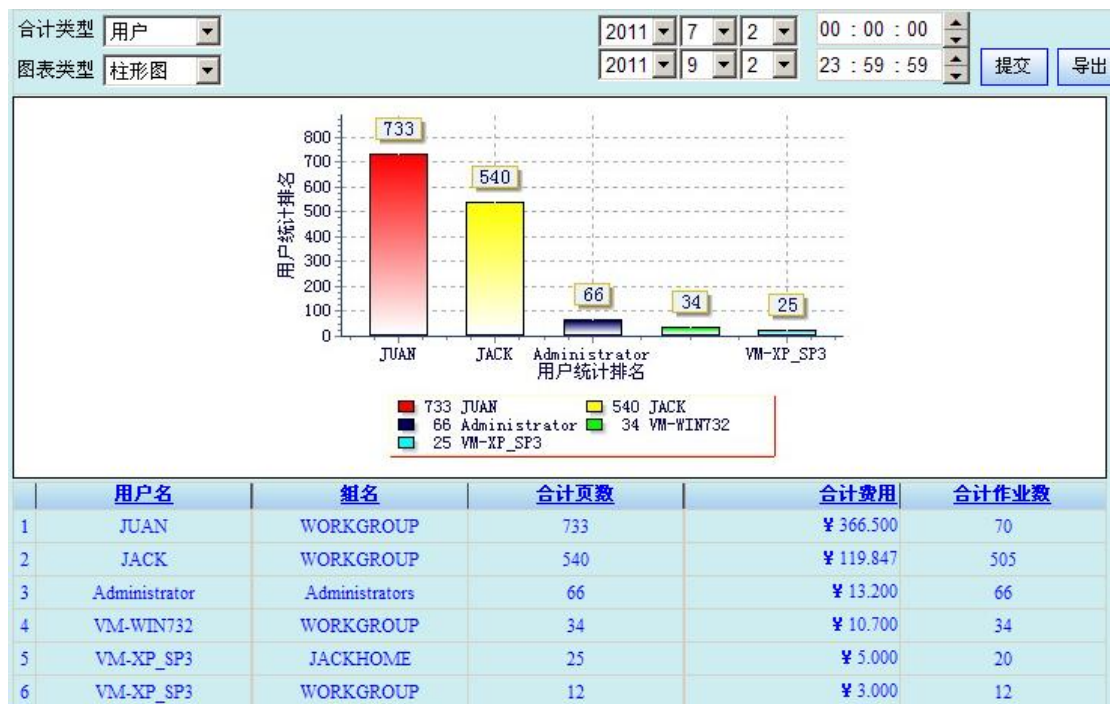 合计类型 用户 2011 7 2 00 : 00 : 00
图表类型 柱形图 2011 9 2 23 : 59 : 59 提交 导出
用户统计排名
800
700
600
500
400
300
200
100
0
733
540
66
34
25
JUAN JACK Administrator VM-XP_SP3
用户统计排名
733 JUAN 540 JACK
66 Administrator 34 VM-WIN732
25 VM-XP_SP3
用户名 组名 合计页数 合计费用 合计作业数
1 JUAN WORKGROUP 733 ¥ 366.500 70
2 JACK WORKGROUP 540 ¥ 119.847 505
3 Administrator Administrators 66 ¥ 13.200 66
4 VM-WIN732 WORKGROUP 34 ¥ 10.700 34
5 VM-XP_SP3 JACKHOME 25 ¥ 5.000 20
6 VM-XP_SP3 WORKGROUP 12 ¥ 3.000 12